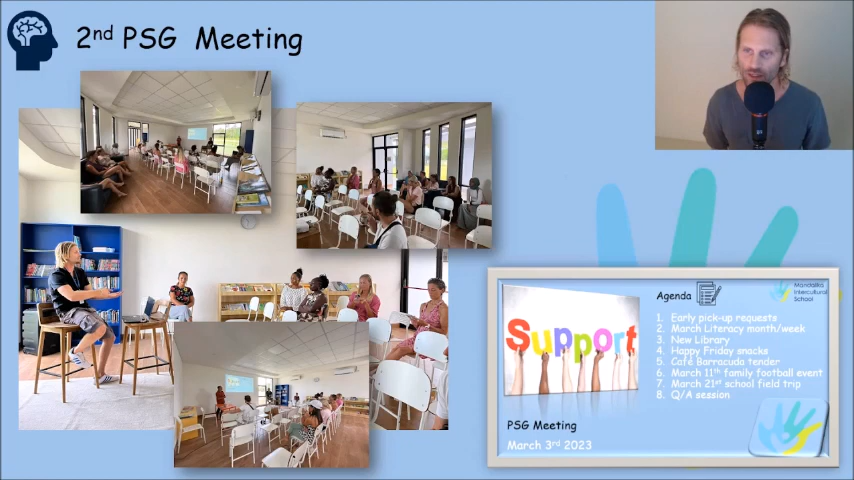 2nd PSG Meeting
Support
PSG Meeting
March 3rd 2023
Agenda
Mandalika
Intercultural
School
1. Early pick-up requests
2. March Literacy month/week
3. New Library
4. Happy Friday snacks
5. Café Barracuda tender
6. March 11th family football event
7. March 21st school field trip
8. Q/A session